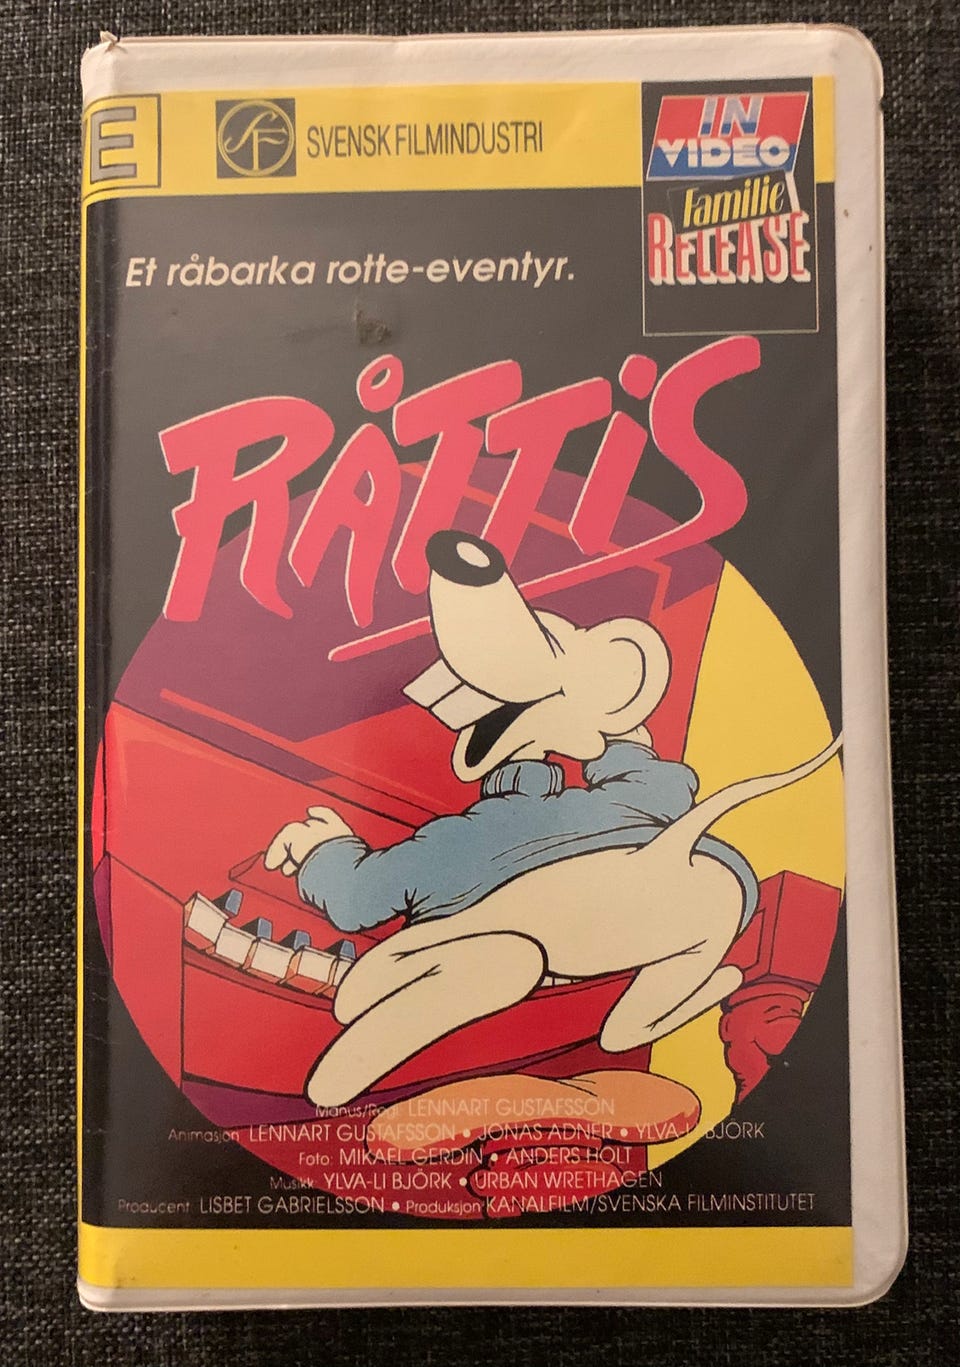 E
SF
SVENSK FILMINDUSTRI
IN
VIDEO
Familie
RELEASE
Et råbarka rotte-eventyr.
RÅTTIS
Manus/Regi: LENNART GUSTAFSSON
Animasjon: LENNART GUSTAFSSON • JONAS ADNER • YLVA-LI BJÖRK
Foto: MIKAEL GERDIN • ANDERS HOLT
Musikk: YLVA-LI BJÖRK • URBAN WRETHAGEN
Producent: LISBET GABRIELSSON • Produksjon KANALFILM/SVENSKA FILMINSTITUTET